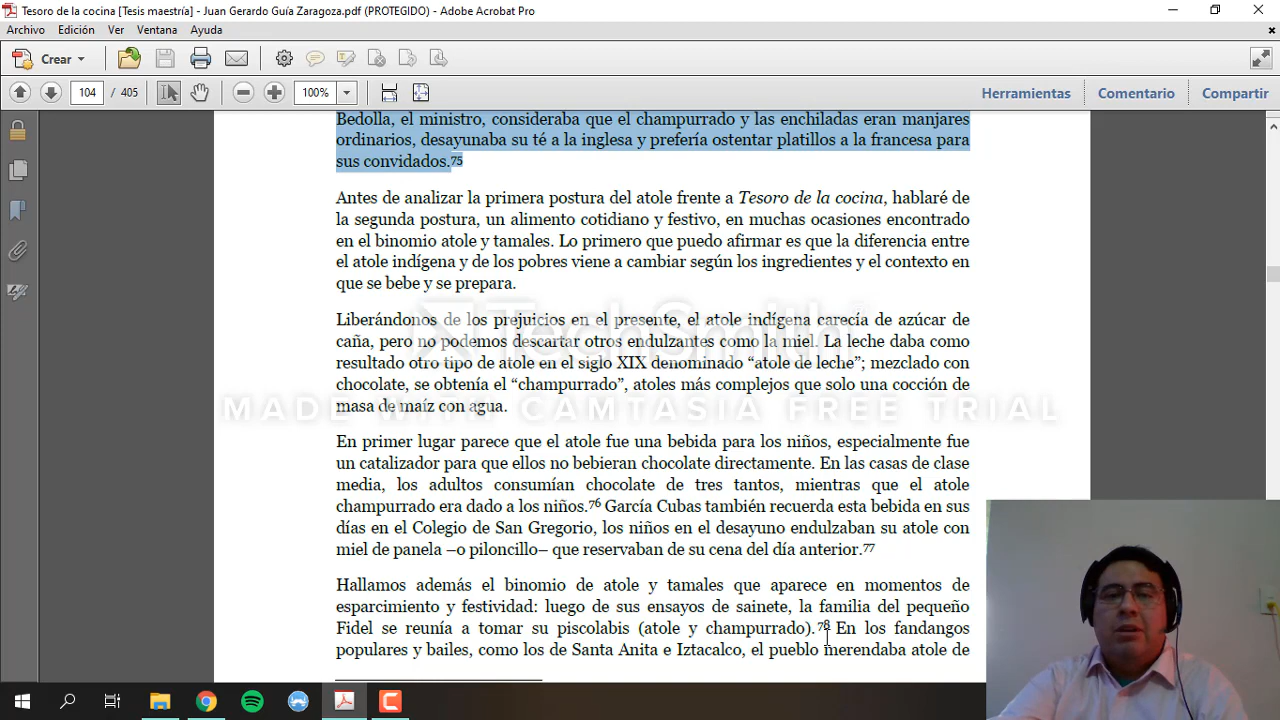 Tesoro de la cocina [Tesis maestría] - Juan Gerardo Guía Zaragoza.pdf (PROTEGIDO) - Adobe Acrobat Pro
Archivo Edición Ver Ventana Ayuda
Crear
104 / 405 100% Herramientas Comentario Compartir
Bedolla, el ministro, consideraba que el champurrado y las enchiladas eran manjares
ordinarios, desayunaba su té a la inglesa y prefería ostentar platillos a la francesa para
sus convidados.75
Antes de analizar la primera postura del atole frente a Tesoro de la cocina, hablaré de
la segunda postura, un alimento cotidiano y festivo, en muchas ocasiones encontrado
en el binomio atole y tamales. Lo primero que puedo afirmar es que la diferencia entre
el atole indígena y de los pobres viene a cambiar según los ingredientes y el contexto en
que se bebe y se prepara.
Liberándonos de los prejuicios en el presente, el atole indígena carecía de azúcar de
caña, pero no podemos descartar otros endulzantes como la miel. La leche daba como
resultado otro tipo de atole en el siglo XIX denominado “atole de leche”; mezclado con
chocolate, se obtenía el “champurrado”, atoles más complejos que solo una cocción de
masa de maíz con agua.
TechSmith
MADE WITH CAMTASIA FREE TRIAL
En primer lugar parece que el atole fue una bebida para los niños, especialmente fue
un catalizador para que ellos no bebieran chocolate directamente. En las casas de clase
media, los adultos consumían chocolate de tres tantos, mientras que el atole
champurrado era dado a los niños.76 García Cubas también recuerda esta bebida en sus
días en el Colegio de San Gregorio, los niños en el desayuno endulzaban su atole con
miel de panela –o piloncillo– que reservaban de su cena del día anterior.77
Hallamos además el binomio de atole y tamales que aparece en momentos de
esparcimiento y festividad: luego de sus ensayos de sainete, la familia del pequeño
Fidel se reunía a tomar su piscolabis (atole y champurrado).78 En los fandangos
populares y bailes, como los de Santa Anita e Iztacalco, el pueblo merendaba atole de